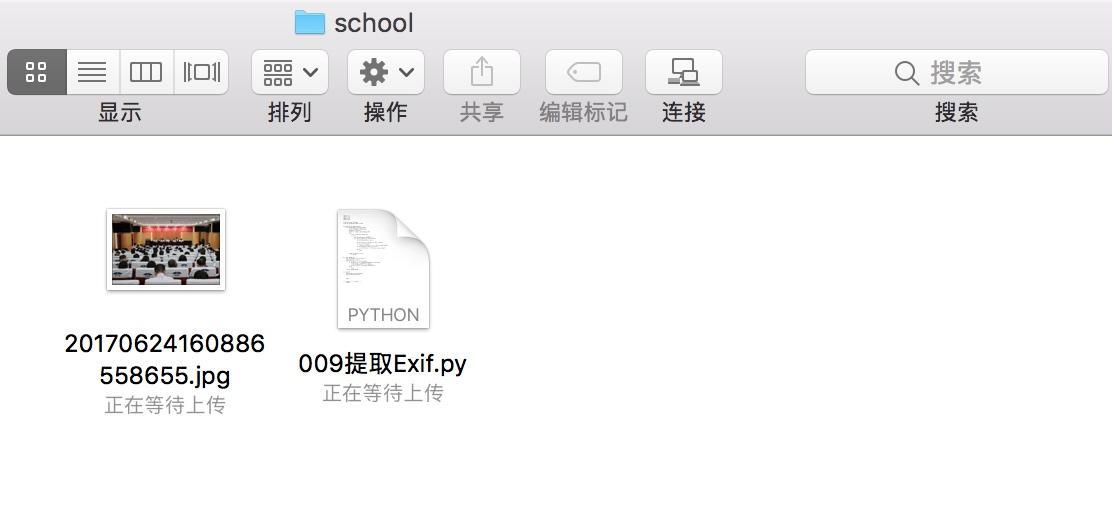 school
搜索
显示
排列
操作
共享
编辑标记
连接
搜索
PYTHON
20170624160886
558655.jpg
正在等待上传
009提取Exif.py
正在等待上传